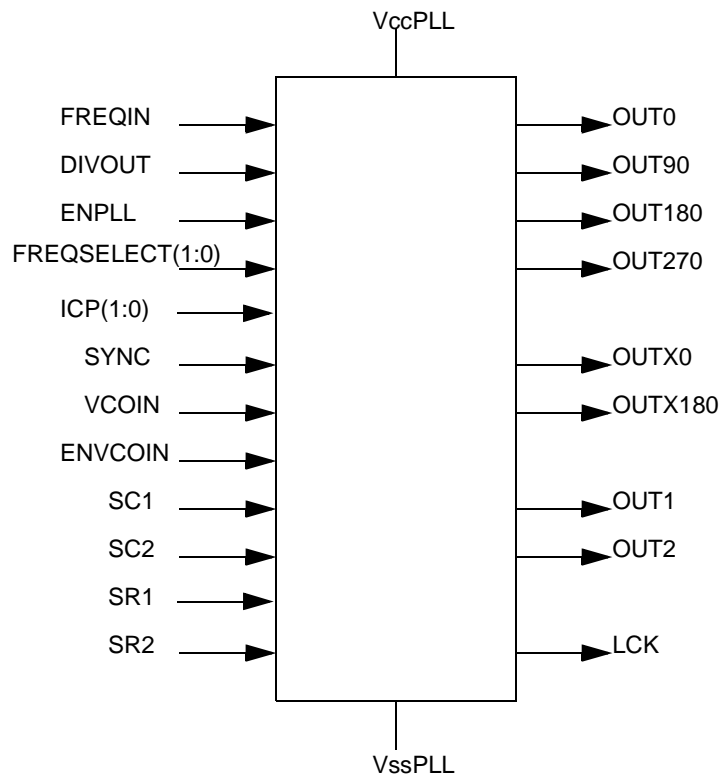 VccPLL
FREQIN
DIVOUT
ENPLL
FREQSELECT(1:0)
ICP(1:0)
SYNC
VCOIN
ENVCOIN
SC1
SC2
SR1
SR2
OUT0
OUT90
OUT180
OUT270
OUTX0
OUTX180
OUT1
OUT2
LCK
VssPLL